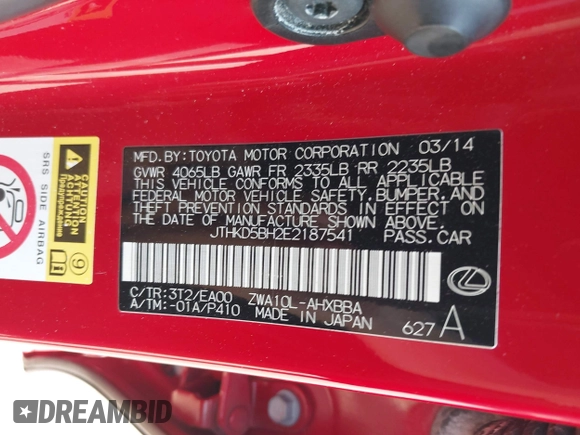 MFD.BY:TOYOTA MOTOR CORPORATION 03/14
GVWR 4065LB GAWR FR 2335LB RR 2235LB
THIS VEHICLE CONFORMS TO ALL APPLICABLE
FEDERAL MOTOR VEHICLE SAFETY,BUMPER,AND
THEFT PREVENTION STANDARDS IN EFFECT ON
THE DATE OF MANUFACTURE SHOWN ABOVE.
JTHKD5BH2E2187541 PASS.CAR
C/TR:3T2/EA00 ZWA10L-AHXBBA
A/TM:-01A/P410 MADE IN JAPAN
627 A
SRS SIDE AIRBAG
CAUTION
9
DREAMBID